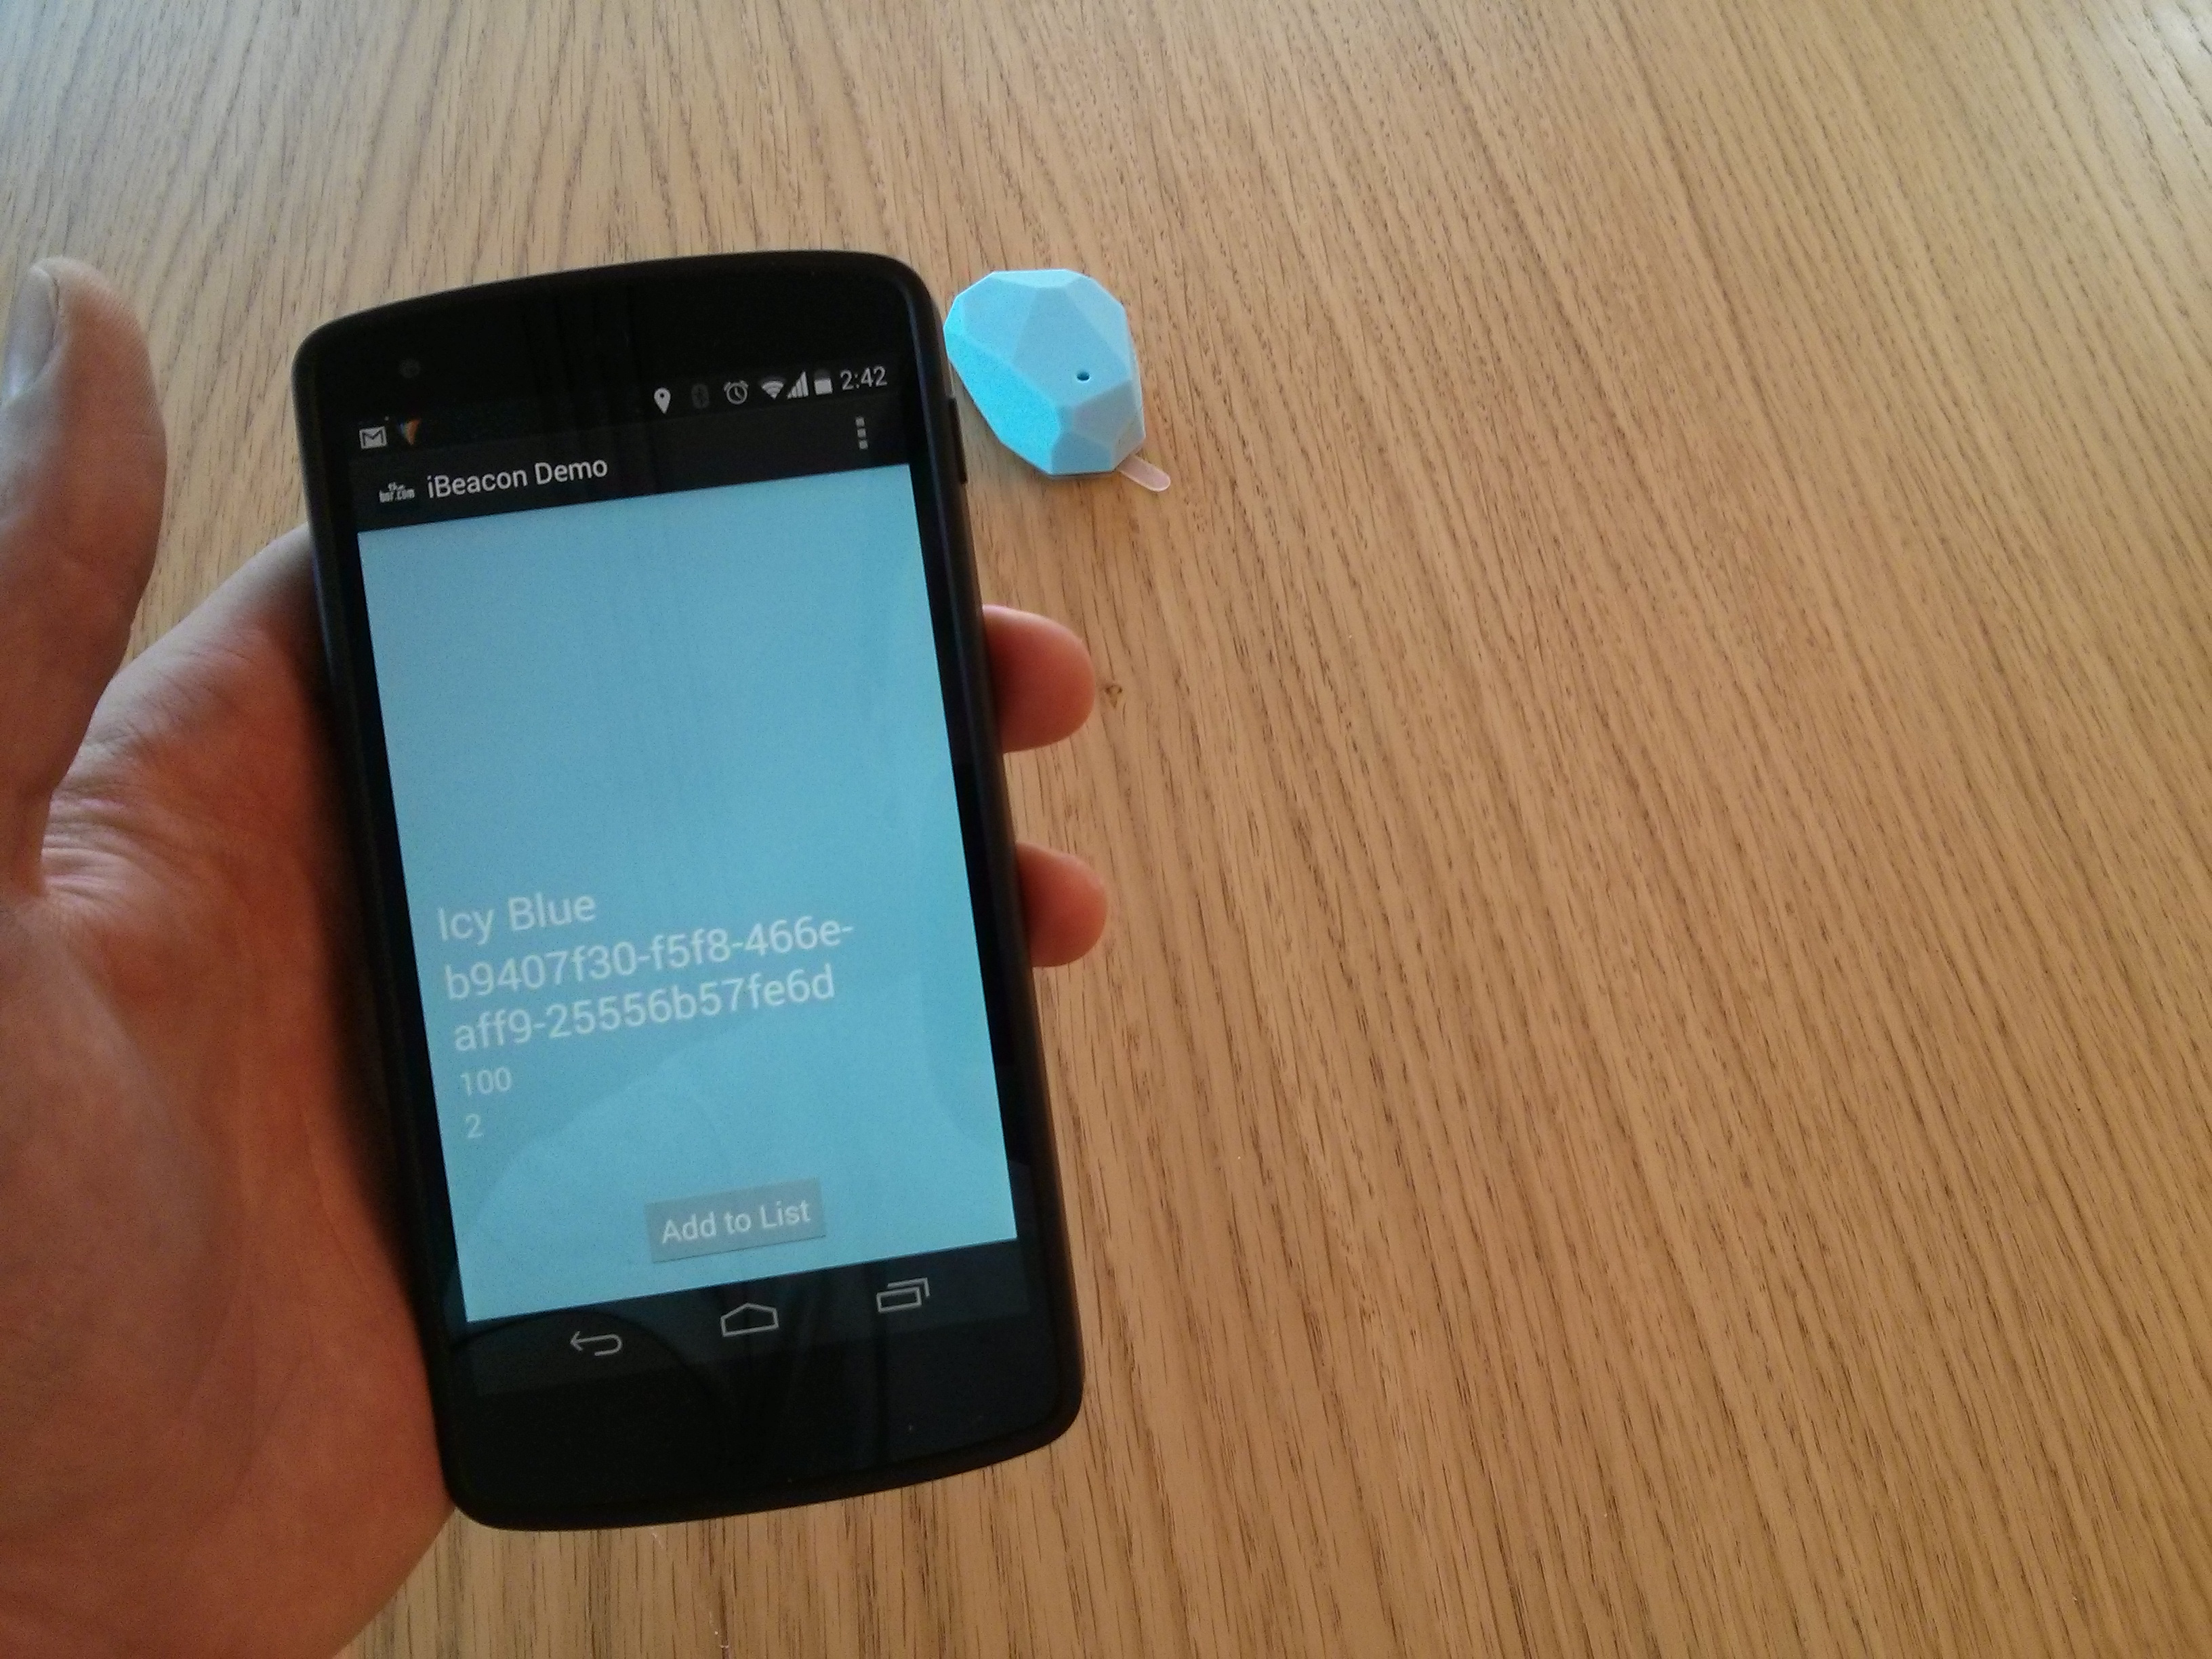 2:42
iBeacon Demo
Icy Blue
b9407f30-f5f8-466e-
aff9-25556b57fe6d
100
2
Add to List